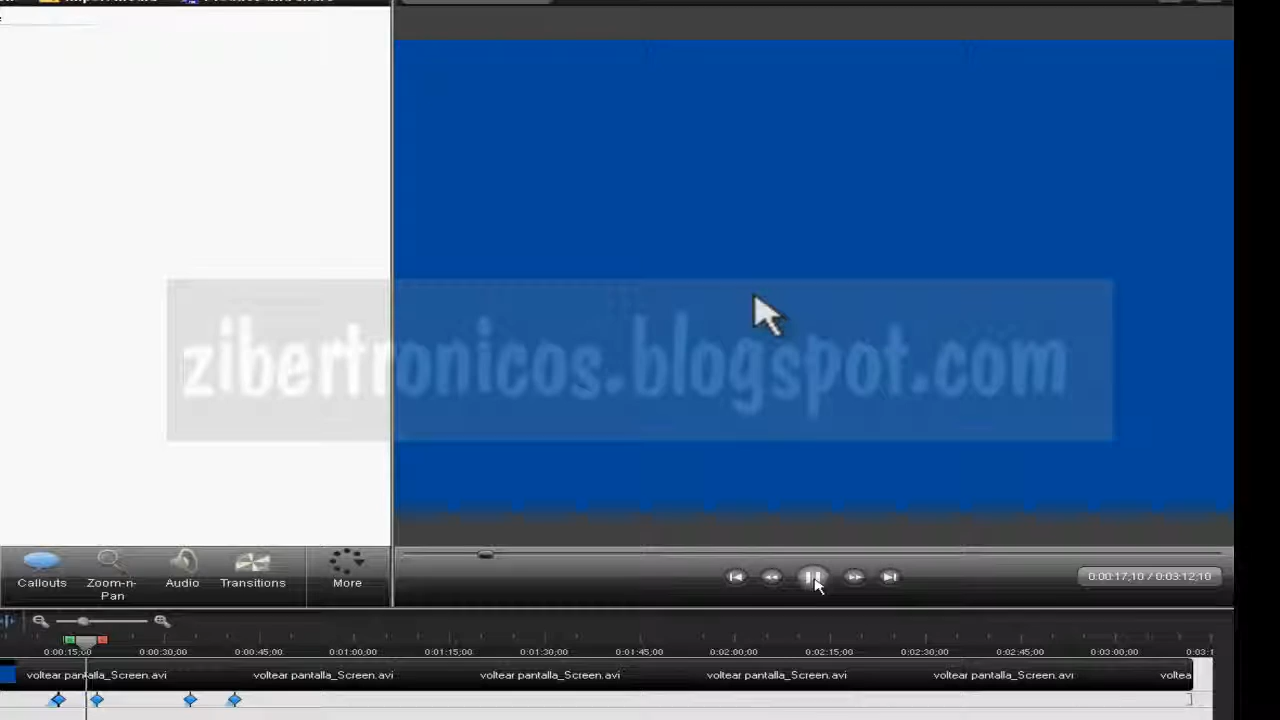 zibertronicos.blogspot.com
Callouts
Zoom-n-Pan
Audio
Transitions
More
0:00:17;10 / 0:03:12;10
0:00:15;00 0:00:30;00 0:00:45;00 0:01:00;00 0:01:15;00 0:01:30;00 0:01:45;00 0:02:00;00 0:02:15;00 0:02:30;00 0:02:45;00 0:03:00;00 0:03:1
voltear pantalla_Screen.avi voltear pantalla_Screen.avi voltear pantalla_Screen.avi voltear pantalla_Screen.avi voltear pantalla_Screen.avi voltea